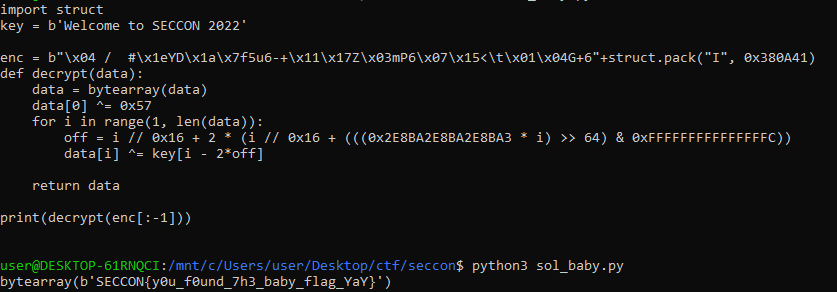 import struct
key = b'Welcome to SECCON 2022'
enc = b"\x04 /  #\x1eYD\x1a\x7f5u6-+\x11\x17Z\x03mP6\x07\x15<\t\x01\x04G+6"+struct.pack("I", 0x380A41)
def decrypt(data):
    data = bytearray(data)
    data[0] ^= 0x57
    for i in range(1, len(data)):
        off = i // 0x16 + 2 * (i // 0x16 + (((0x2E8BA2E8BA2E8BA3 * i) >> 64) & 0xFFFFFFFFFFFFFFFC))
        data[i] ^= key[i - 2*off]
    return data
print(decrypt(enc[:-1]))
user@DESKTOP-61RNQCI:/mnt/c/Users/user/Desktop/ctf/seccon$ python3 sol_baby.py
bytearray(b'SECCON{y0u_f0und_7h3_baby_flag_YaY}')